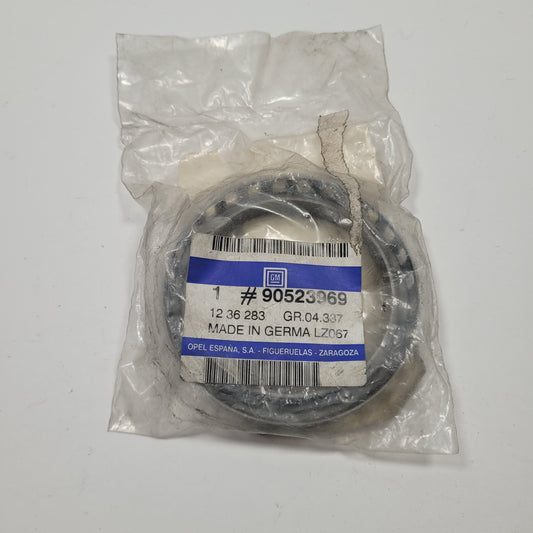 GM
1 # 90523969
12 36 283 GR.04.337
MADE IN GERMA LZ067
OPEL ESPAÑA, S.A. - FIGUERUELAS - ZARAGOZA